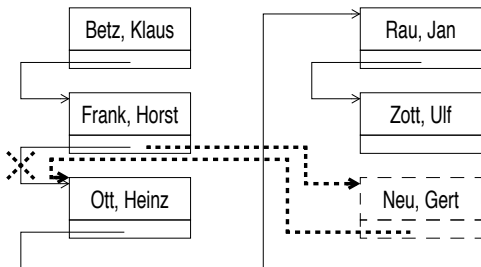 Betz, Klaus
Rau, Jan
Frank, Horst
Zott, Ulf
Ott, Heinz
Neu, Gert